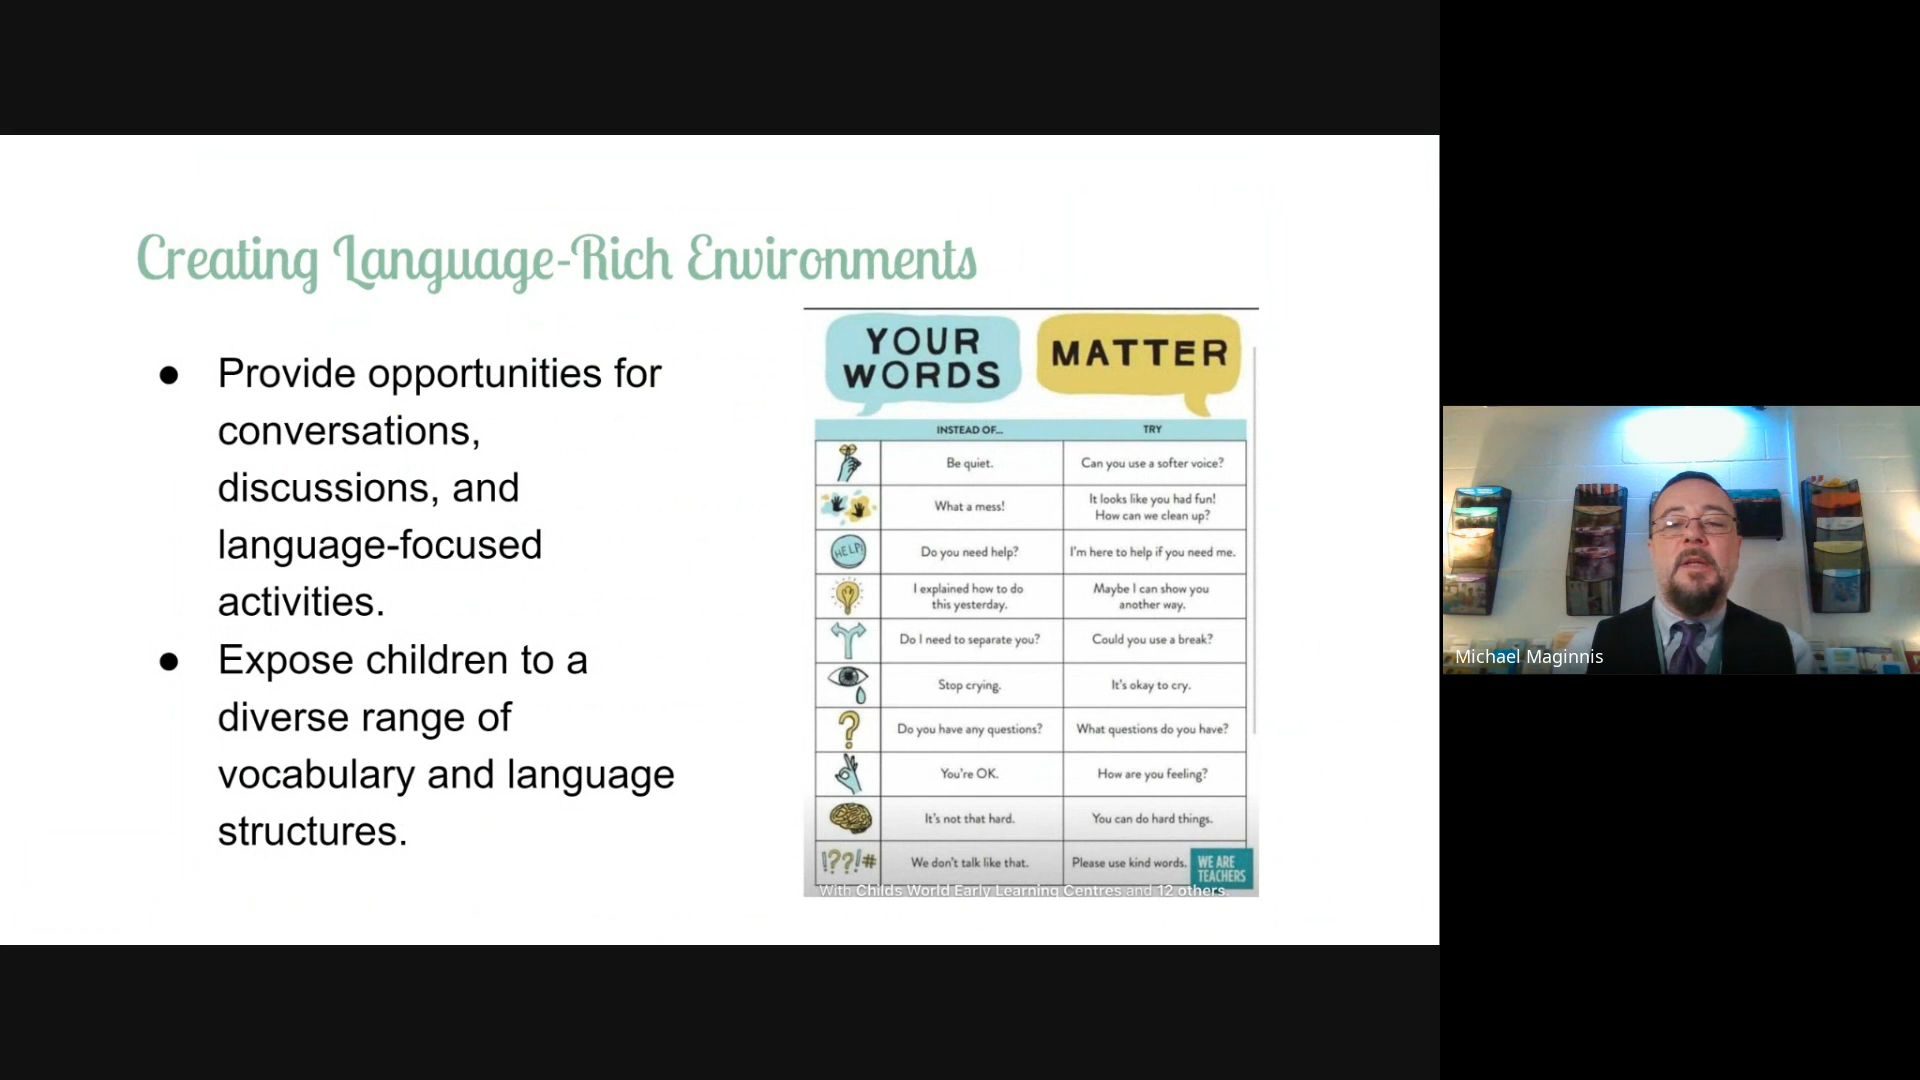 Creating Language-Rich Environments
● Provide opportunities for
conversations,
discussions, and
language-focused
activities.
● Expose children to a
diverse range of
vocabulary and language
structures.
YOUR
WORDS
MATTER
INSTEAD OF... TRY
Be quiet. Can you use a softer voice?
What a mess! It looks like you had fun!
How can we clean up?
HELP!
Do you need help? I'm here to help if you need me.
I explained how to do
this yesterday.
Maybe I can show you
another way.
Do I need to separate you? Could you use a break?
Stop crying. It's okay to cry.
?
Do you have any questions? What questions do you have?
You're OK. How are you feeling?
It's not that hard. You can do hard things.
!??!#
We don't talk like that. Please use kind words.
WE ARE
TEACHERS
With Childs World Early Learning Centres and 12 others.
Michael Maginnis